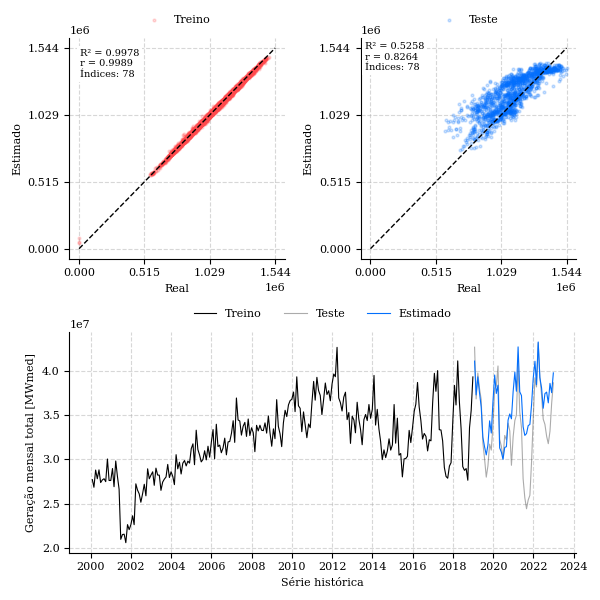 Treino
1e6
R² = 0.9978
r = 0.9989
Índices: 78
1.544
1.029
0.515
0.000
Estimado
0.000 0.515 1.029 1.544
1e6
Real
Teste
1e6
R² = 0.5258
r = 0.8264
Índices: 78
1.544
1.029
0.515
0.000
Estimado
0.000 0.515 1.029 1.544
1e6
Real
Treino Teste Estimado
1e7
4.0
3.5
3.0
2.5
2.0
Geração mensal total [MWmed]
2000 2002 2004 2006 2008 2010 2012 2014 2016 2018 2020 2022 2024
Série histórica